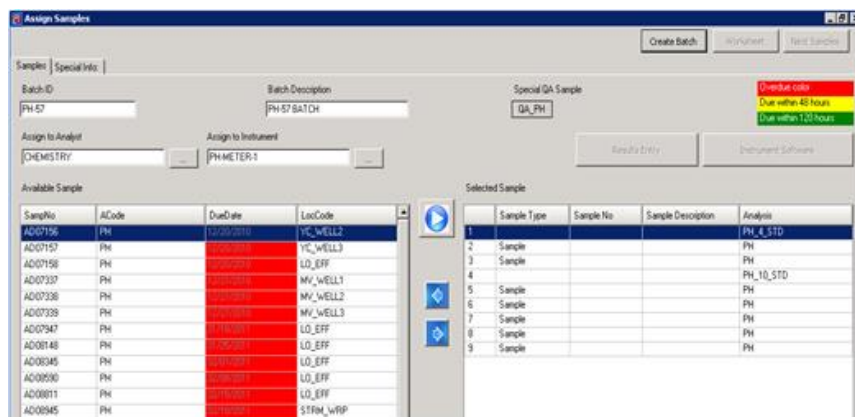 Assign Samples
Create Batch Worksheet Next Samples
Samples Special Info:
Batch ID Batch Description Special QA Sample Overdue color
PH-57 PH-57 BATCH QA_PH Due within 48 hours
Due within 120 hours
Assign to Analyst Assign to Instrument
CHEMISTRY ... PH-METER-1 ... Results Entry Instrument Software
Available Sample Selected Sample
SampNo ACode DueDate LocCode Sample Type Sample No Sample Description Analysis
AD07156 PH 12/20/2010 YC_WELL2 1 PH_4_STD
AD07157 PH YC_WELL3 2 Sample PH
AD07158 PH LO_EFF 3 Sample PH
AD07337 PH MV_WELL1 4 PH_10_STD
AD07338 PH MV_WELL2 5 Sample PH
AD07339 PH MV_WELL3 6 Sample PH
AD07947 PH LO_EFF 7 Sample PH
AD08148 PH LO_EFF 8 Sample PH
AD08345 PH LO_EFF 9 Sample PH
AD08590 PH LO_EFF
AD08811 PH LO_EFF
AD08945 PH STRM_WRP